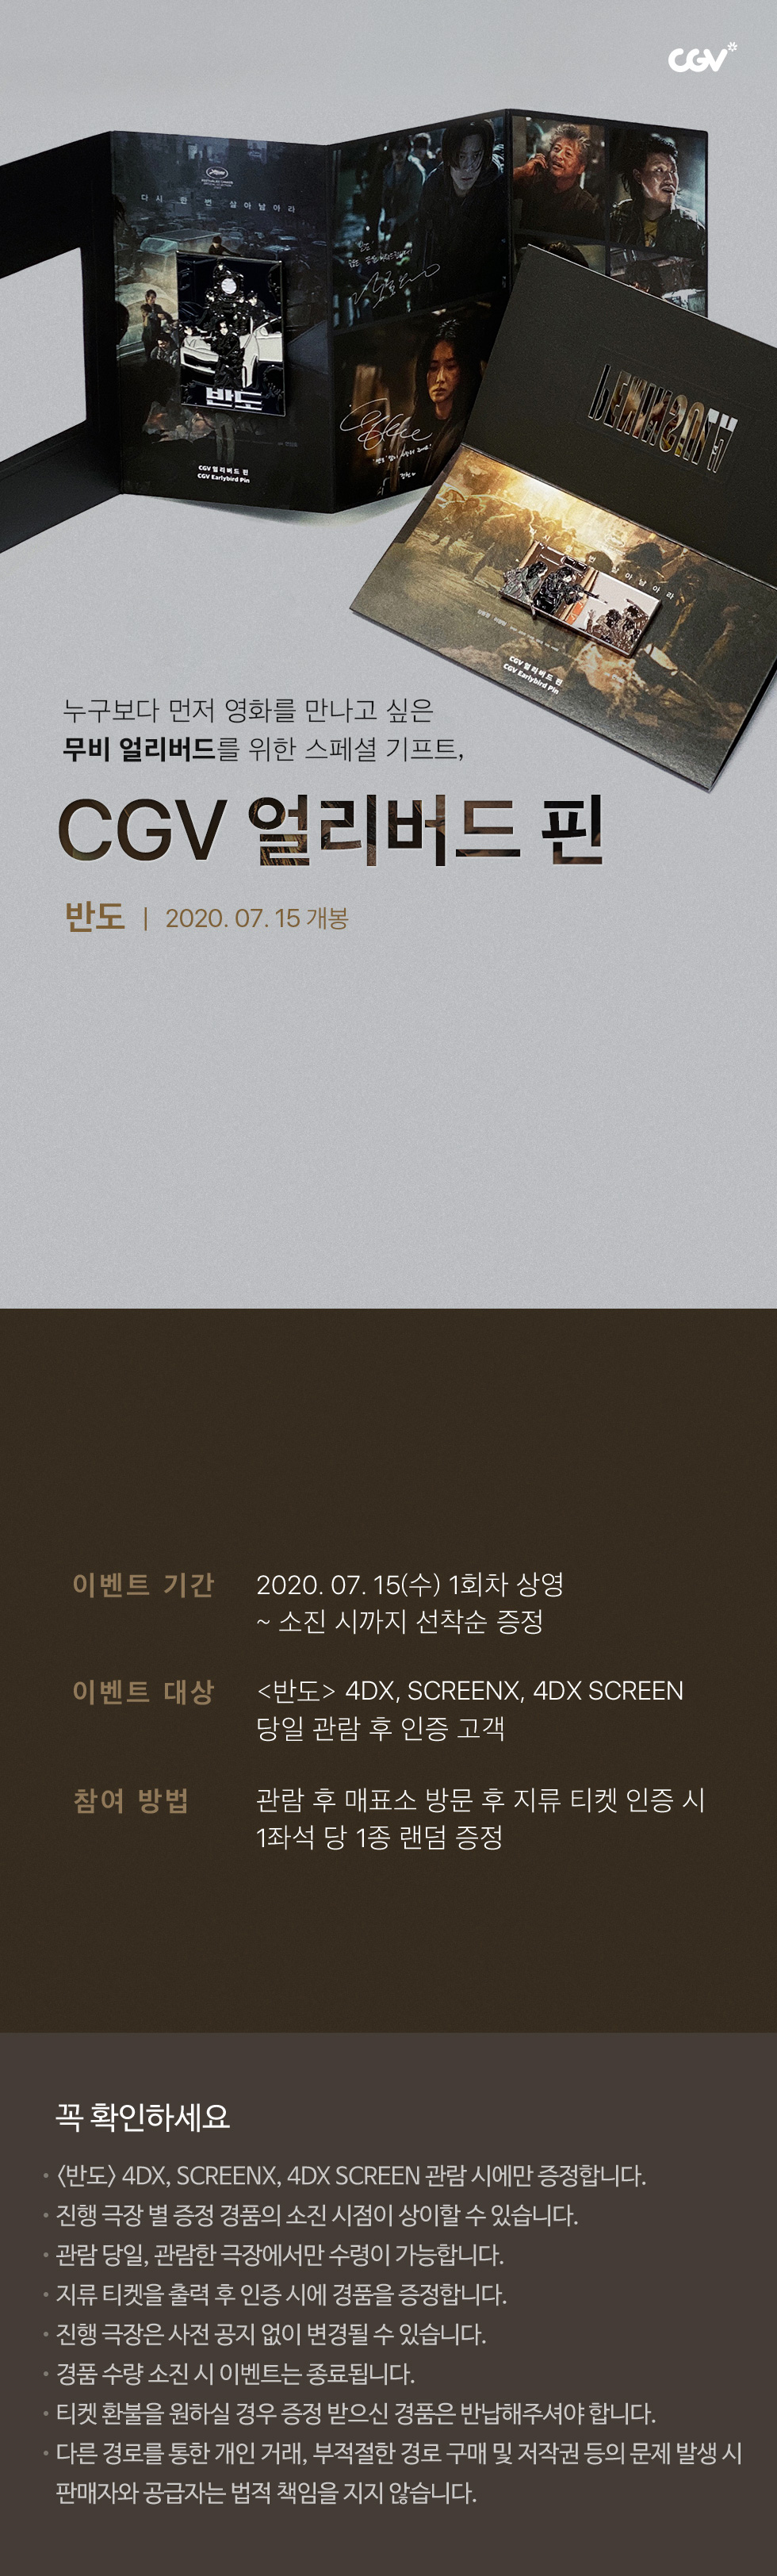 CGV
다시 한 번 살아남아라
반도
CGV 얼리버드 핀
CGV Earlybird Pin
PENINSULA
CGV 얼리버드 핀
CGV Earlybird Pin
누구보다 먼저 영화를 만나고 싶은
무비 얼리버드를 위한 스페셜 기프트,
CGV 얼리버드 핀
반도 | 2020. 07. 15 개봉
이벤트 기간
2020. 07. 15(수) 1회차 상영
~ 소진 시까지 선착순 증정
이벤트 대상
<반도> 4DX, SCREENX, 4DX SCREEN
당일 관람 후 인증 고객
참여 방법
관람 후 매표소 방문 후 지류 티켓 인증 시
1좌석 당 1종 랜덤 증정
꼭 확인하세요
• <반도> 4DX, SCREENX, 4DX SCREEN 관람 시에만 증정합니다.
• 진행 극장 별 증정 경품의 소진 시점이 상이할 수 있습니다.
• 관람 당일, 관람한 극장에서만 수령이 가능합니다.
• 지류 티켓을 출력 후 인증 시에 경품을 증정합니다.
• 진행 극장은 사전 공지 없이 변경될 수 있습니다.
• 경품 수량 소진 시 이벤트는 종료됩니다.
• 티켓 환불을 원하실 경우 증정 받으신 경품은 반납해주셔야 합니다.
• 다른 경로를 통한 개인 거래, 부적절한 경로 구매 및 저작권 등의 문제 발생 시
판매자와 공급자는 법적 책임을 지지 않습니다.